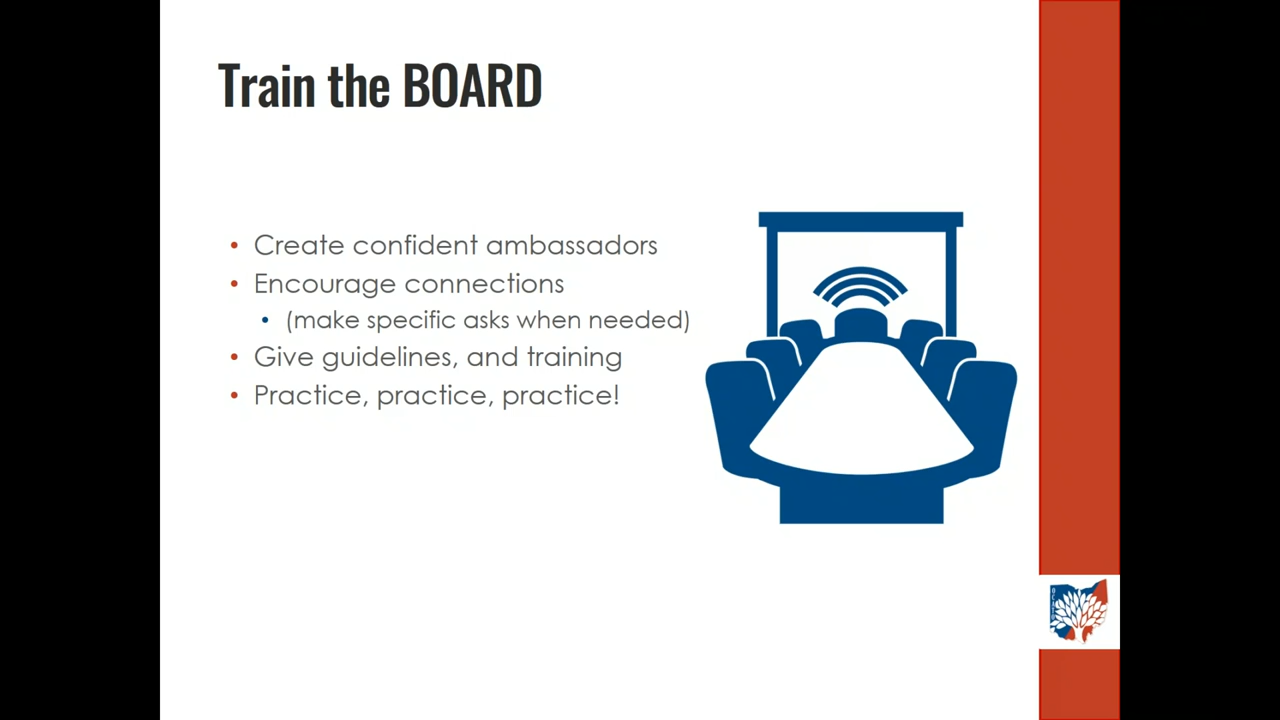 Train the BOARD
• Create confident ambassadors
• Encourage connections
• (make specific asks when needed)
• Give guidelines, and training
• Practice, practice, practice!